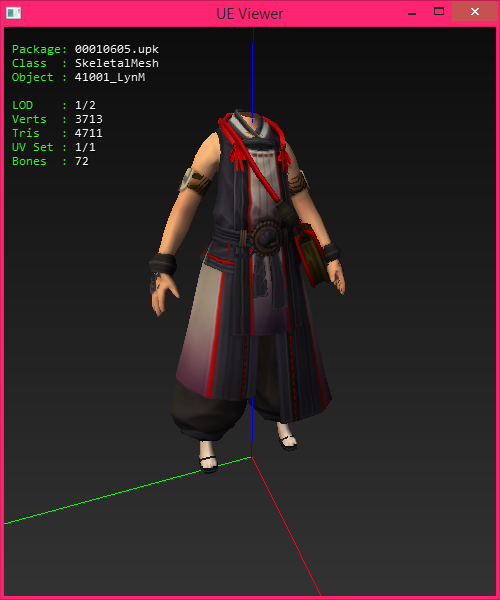 UE Viewer
Package: 00010605.upk
Class  : SkeletalMesh
Object : 41001_LynM
LOD    : 1/2
Verts  : 3713
Tris   : 4711
UV Set : 1/1
Bones  : 72